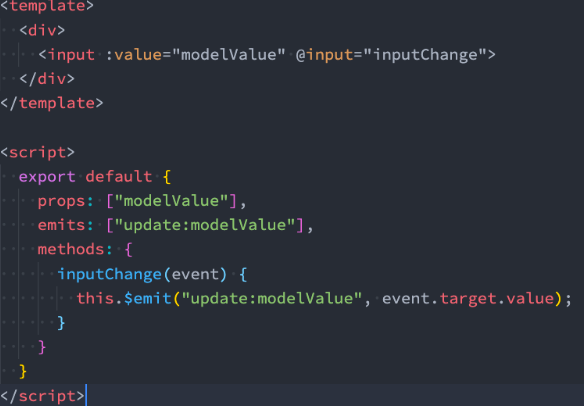 <template>
  <div>
    <input :value="modelValue" @input="inputChange">
  </div>
</template>

<script>
  export default {
    props: ["modelValue"],
    emits: ["update:modelValue"],
    methods: {
      inputChange(event) {
        this.$emit("update:modelValue", event.target.value);
      }
    }
  }
</script>